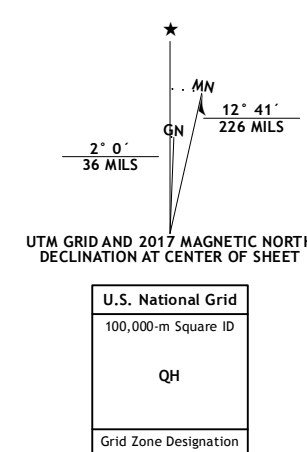 MN
GN
12° 41´
226 MILS
2° 0´
36 MILS
UTM GRID AND 2017 MAGNETIC NORTH
DECLINATION AT CENTER OF SHEET
U.S. National Grid
100,000-m Square ID
QH
Grid Zone Designation